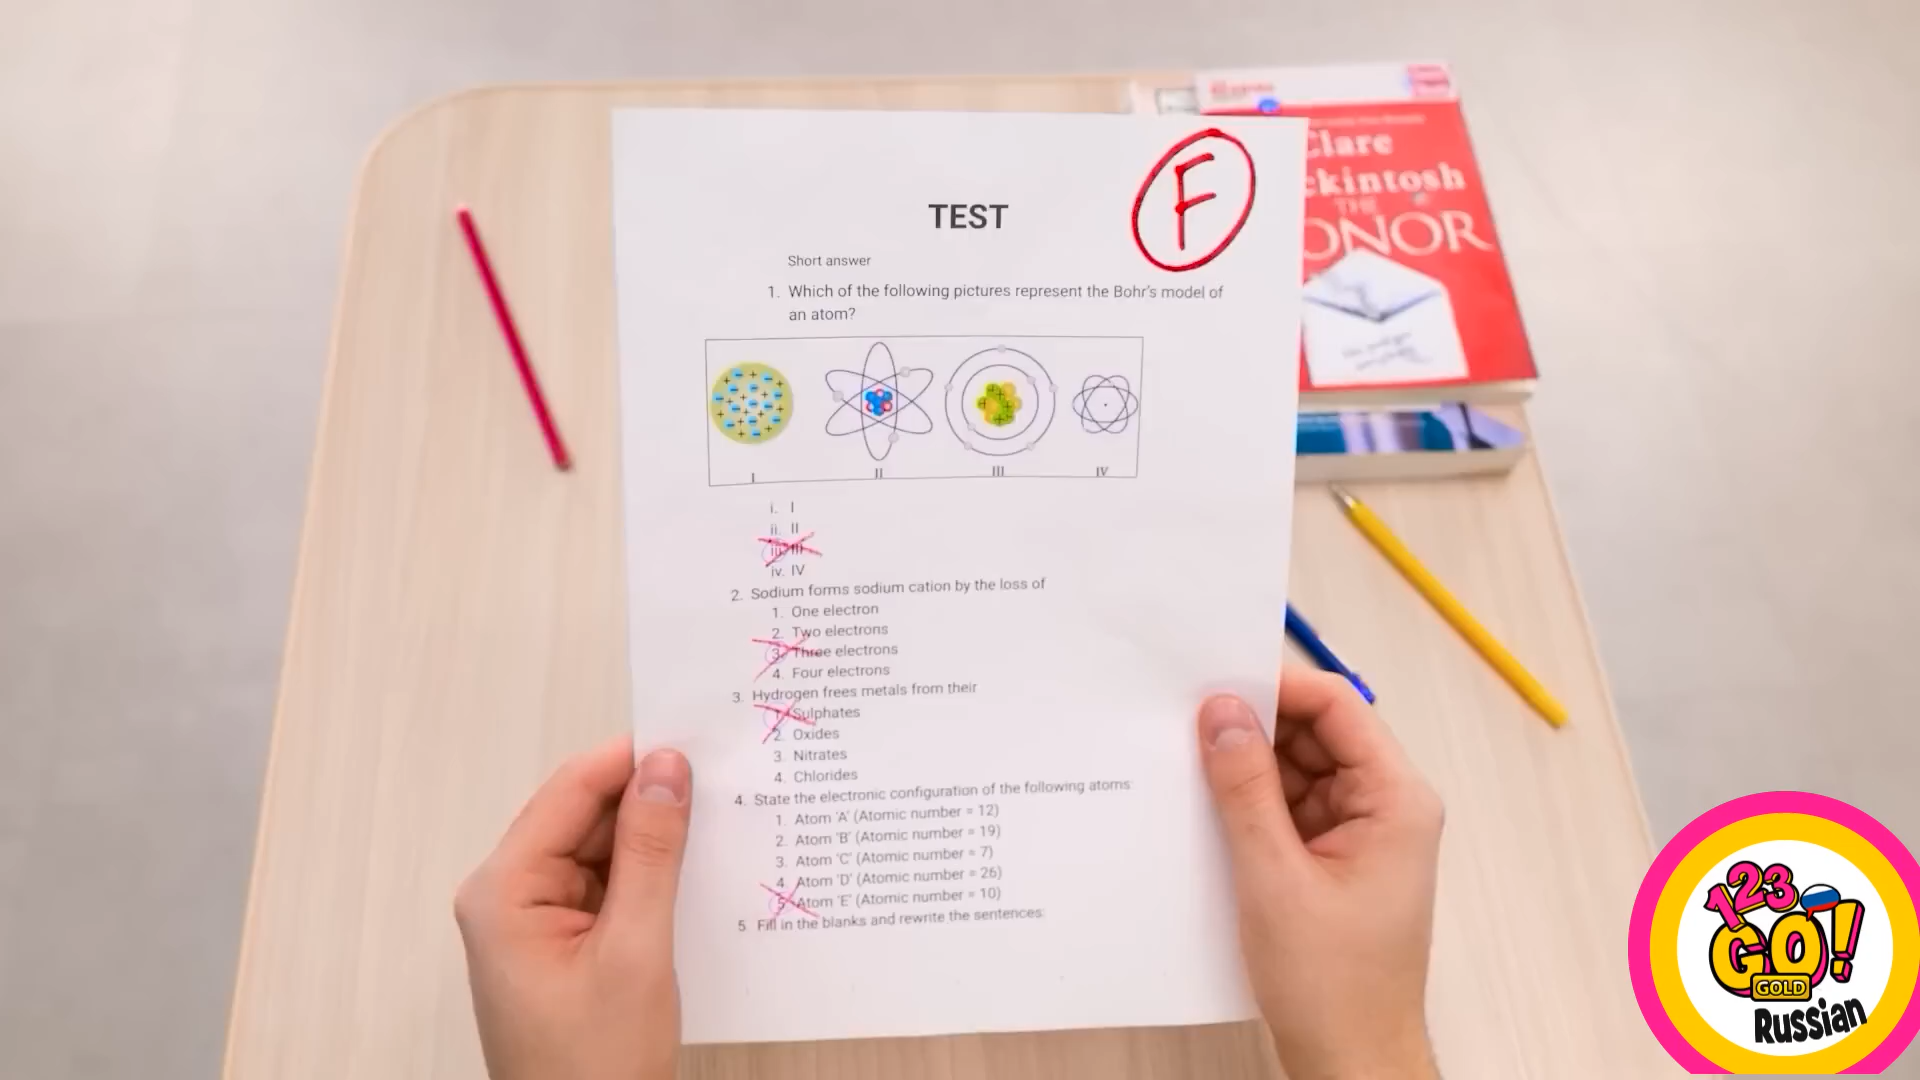 F
TEST
Short answer
1. Which of the following pictures represent the Bohr's model of
an atom?
I II III IV
i. I
ii. II
iii. III
iv. IV
2. Sodium forms sodium cation by the loss of
1. One electron
2. Two electrons
3. Three electrons
4. Four electrons
3. Hydrogen frees metals from their
1. Sulphates
2. Oxides
3. Nitrates
4. Chlorides
4. State the electronic configuration of the following atoms:
1. Atom 'A' (Atomic number = 12)
2. Atom 'B' (Atomic number = 19)
3. Atom 'C' (Atomic number = 7)
4. Atom 'D' (Atomic number = 26)
5. Atom 'E' (Atomic number = 10)
5 Fill in the blanks and rewrite the sentences:
Clare
ckintosh
THE
ONOR
123
GO!
GOLD
Russian